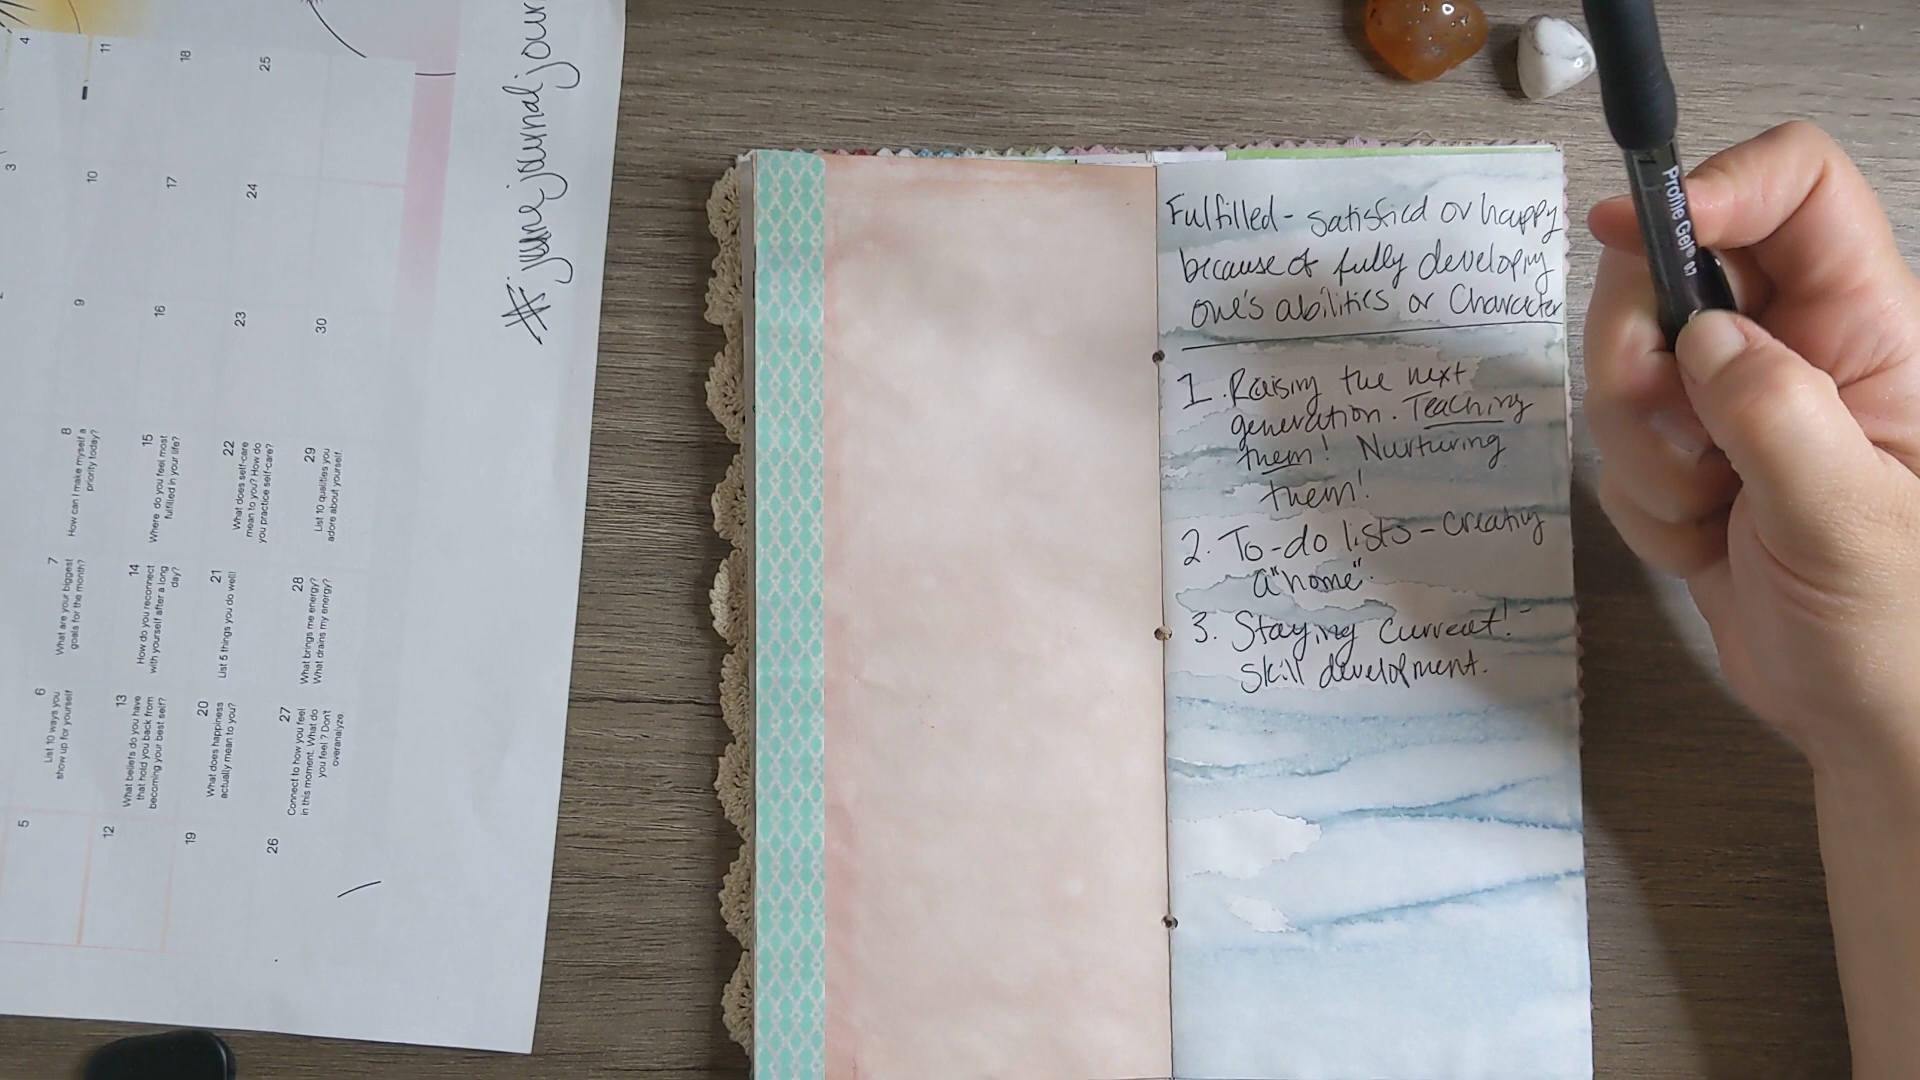 #junejournaljour
4
11
18
25
3
10
17
24
9
16
23
30
8
How can I make myself a
priority today?
15
Where do you feel most
fulfilled in your life?
22
What does self-care
mean to you? How do
you practice self-care?
29
List 10 qualities you
adore about yourself.
7
What are your biggest
goals for the month?
14
How do you reconnect
with yourself after a long
day?
21
List 5 things you do well!
28
What brings me energy?
What drains my energy?
6
List 10 ways you
show up for yourself
13
What beliefs do you have
that hold you back from
becoming your best self?
20
What does happiness
actually mean to you?
27
Connect to how you feel
in this moment. What do
you feel? Don't
overanalyze
5
12
19
26
Fulfilled - satisfied or happy
because of fully developing
one's abilities or Character
1. Raising the next
generation. Teaching
them! Nurturing
them!
2. To-do lists - Creating
a "home".
3. Staying Current! -
Skill development.
Profile Gel 0.7